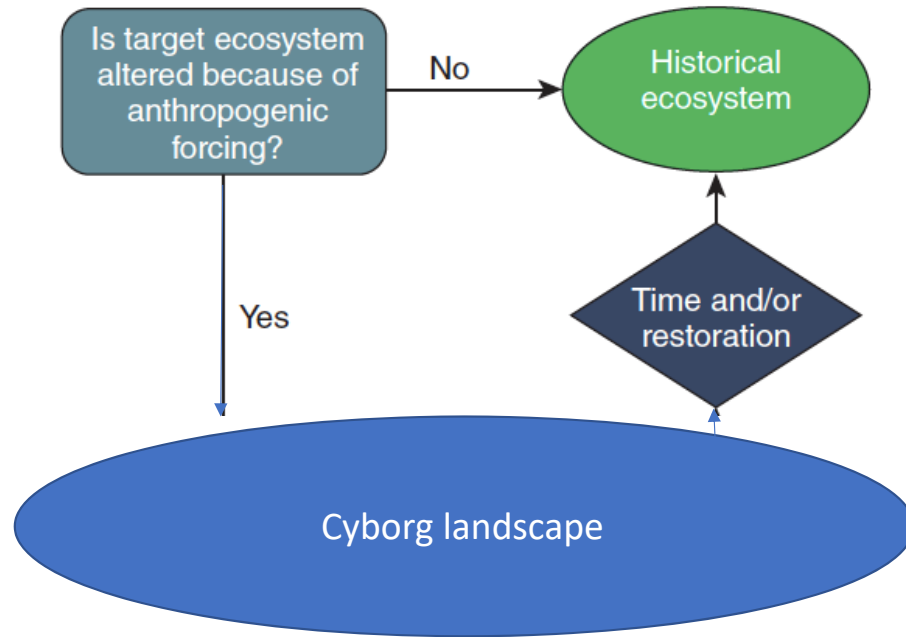 Is target ecosystem
altered because of
anthropogenic
forcing?
No
Historical
ecosystem
Yes
Time and/or
restoration
Cyborg landscape